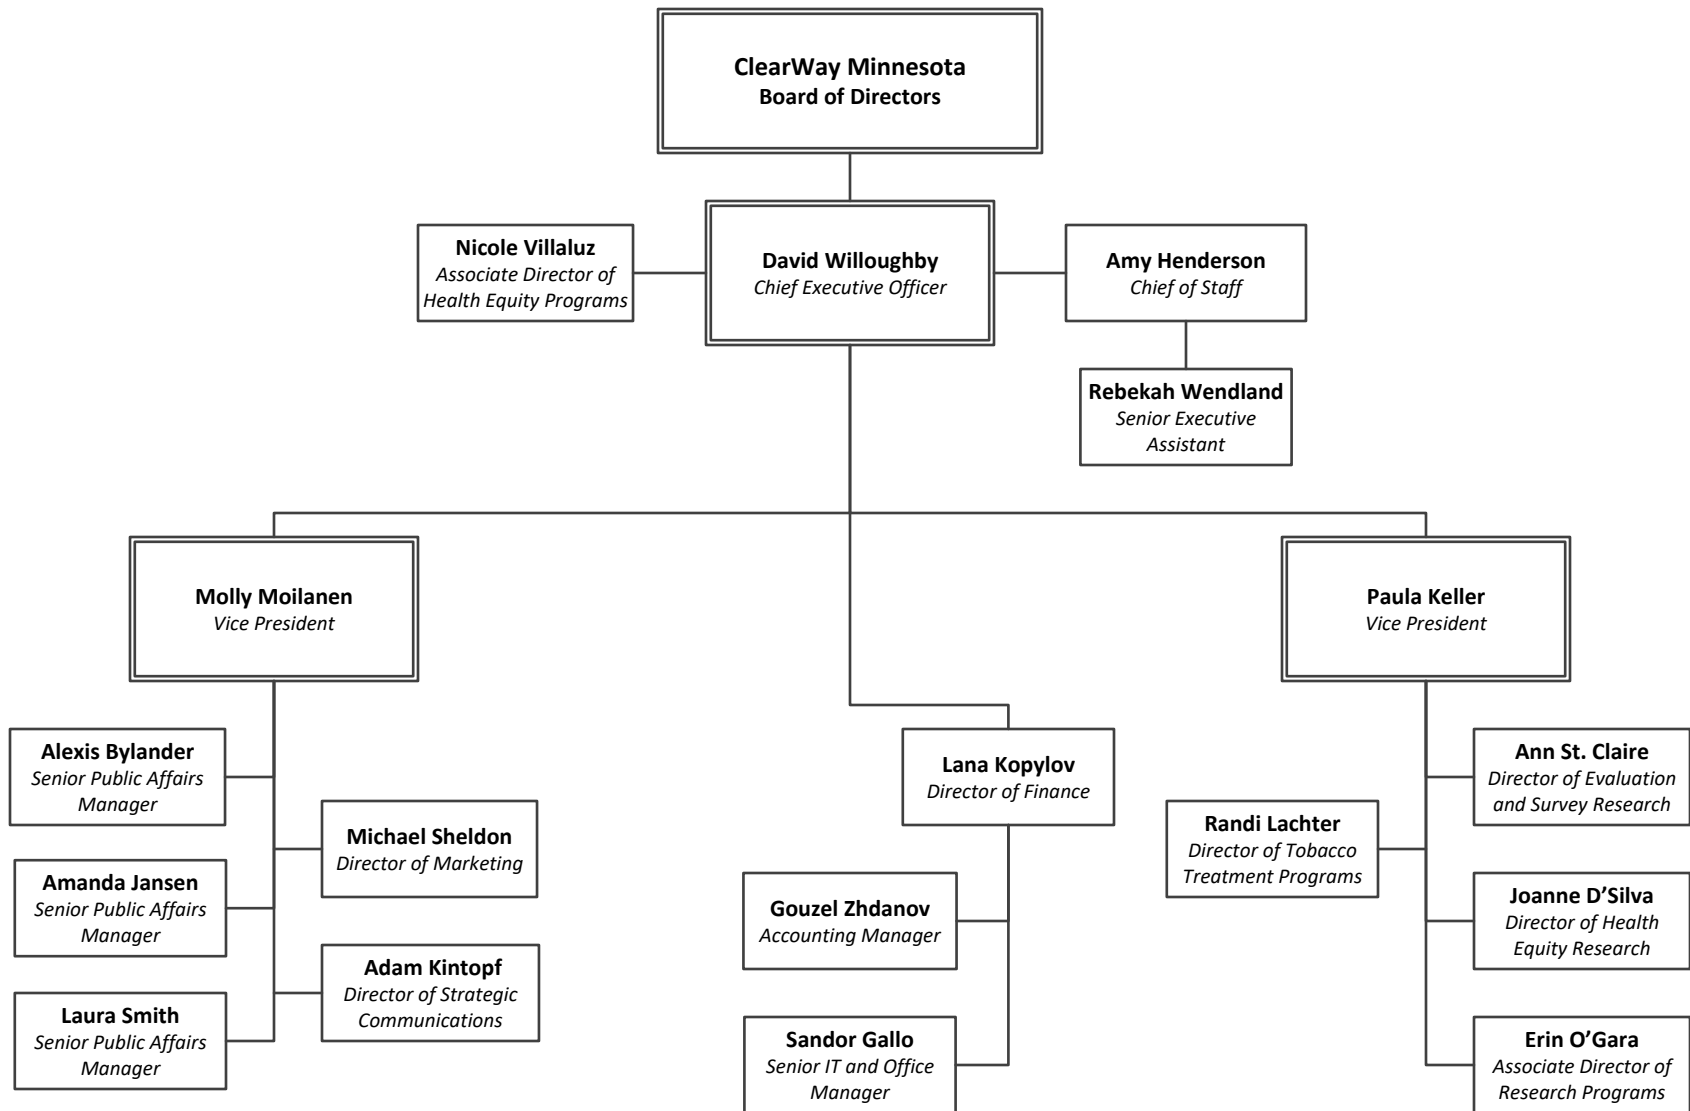 ClearWay Minnesota
Board of Directors
Nicole Villaluz
Associate Director of
Health Equity Programs
David Willoughby
Chief Executive Officer
Amy Henderson
Chief of Staff
Rebekah Wendland
Senior Executive
Assistant
Molly Moilanen
Vice President
Paula Keller
Vice President
Alexis Bylander
Senior Public Affairs
Manager
Michael Sheldon
Director of Marketing
Amanda Jansen
Senior Public Affairs
Manager
Adam Kintopf
Director of Strategic
Communications
Laura Smith
Senior Public Affairs
Manager
Lana Kopylov
Director of Finance
Gouzel Zhdanov
Accounting Manager
Sandor Gallo
Senior IT and Office
Manager
Ann St. Claire
Director of Evaluation
and Survey Research
Randi Lachter
Director of Tobacco
Treatment Programs
Joanne D’Silva
Director of Health
Equity Research
Erin O’Gara
Associate Director of
Research Programs